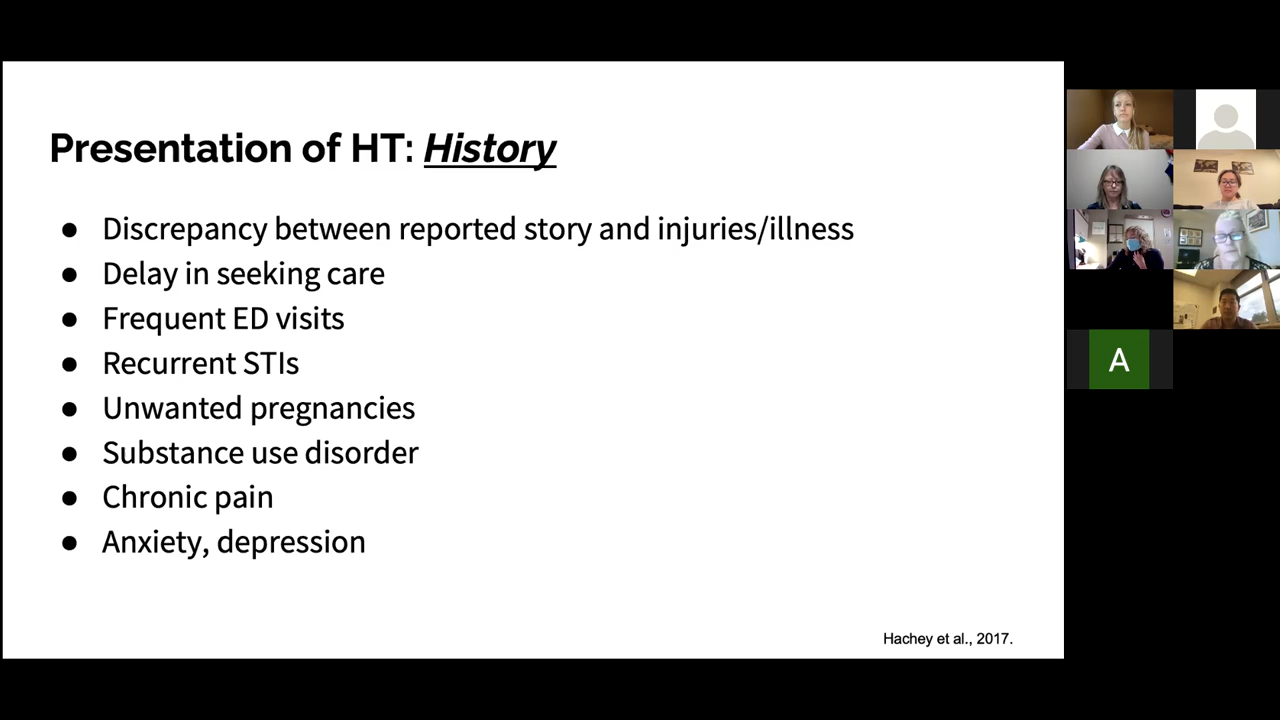 Presentation of HT: History
● Discrepancy between reported story and injuries/illness
● Delay in seeking care
● Frequent ED visits
● Recurrent STIs
● Unwanted pregnancies
● Substance use disorder
● Chronic pain
● Anxiety, depression
Hachey et al., 2017.
A